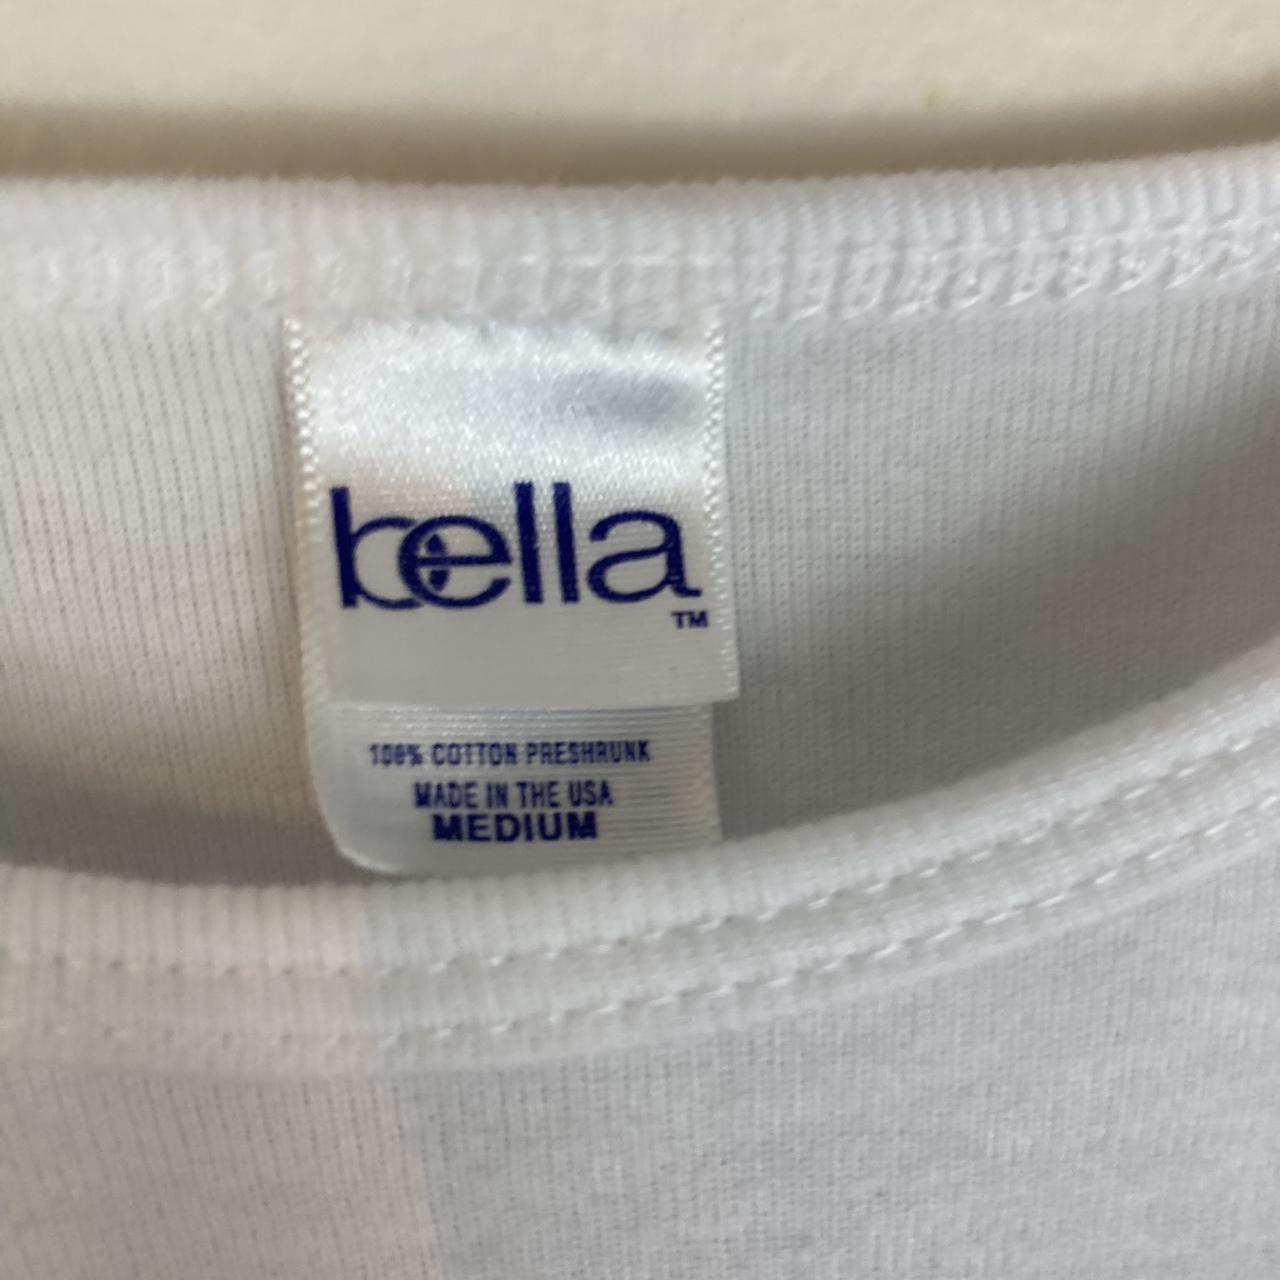 bella
TM
100% COTTON PRESHRUNK
MADE IN THE USA
MEDIUM